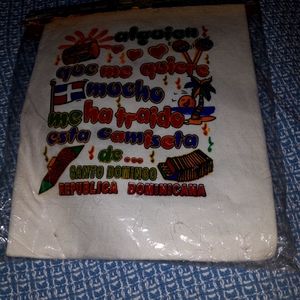 alguien
que me quiere
mucho
me ha traido
esta camiseta
de...
SANTO DOMINGO
REPUBLICA DOMINICANA